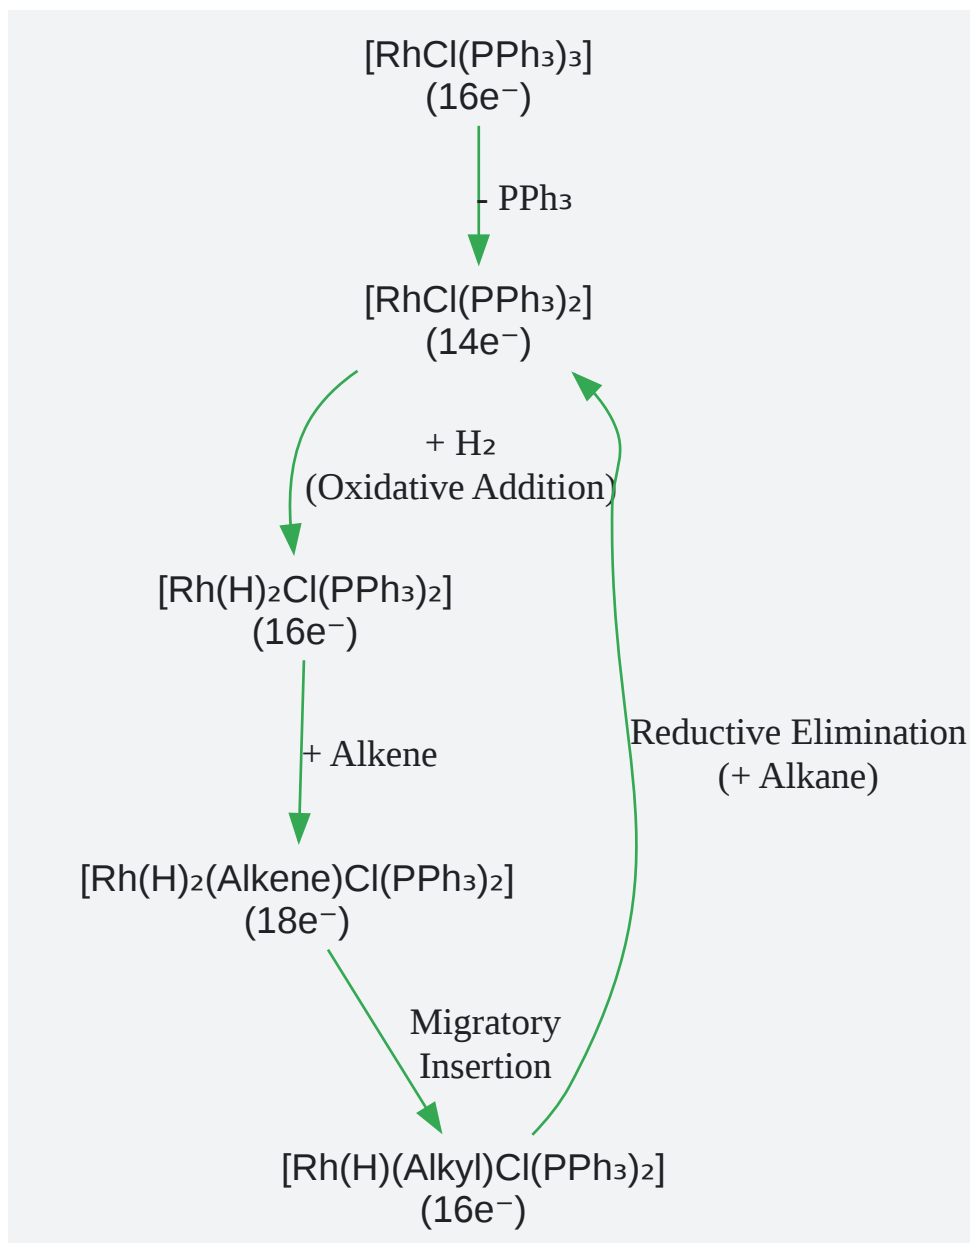 [RhCl(PPh₃)₃]
(16e⁻)
- PPh₃
[RhCl(PPh₃)₂]
(14e⁻)
+ H₂
(Oxidative Addition)
[Rh(H)₂Cl(PPh₃)₂]
(16e⁻)
Reductive Elimination
(+ Alkane)
+ Alkene
[Rh(H)₂(Alkene)Cl(PPh₃)₂]
(18e⁻)
Migratory
Insertion
[Rh(H)(Alkyl)Cl(PPh₃)₂]
(16e⁻)